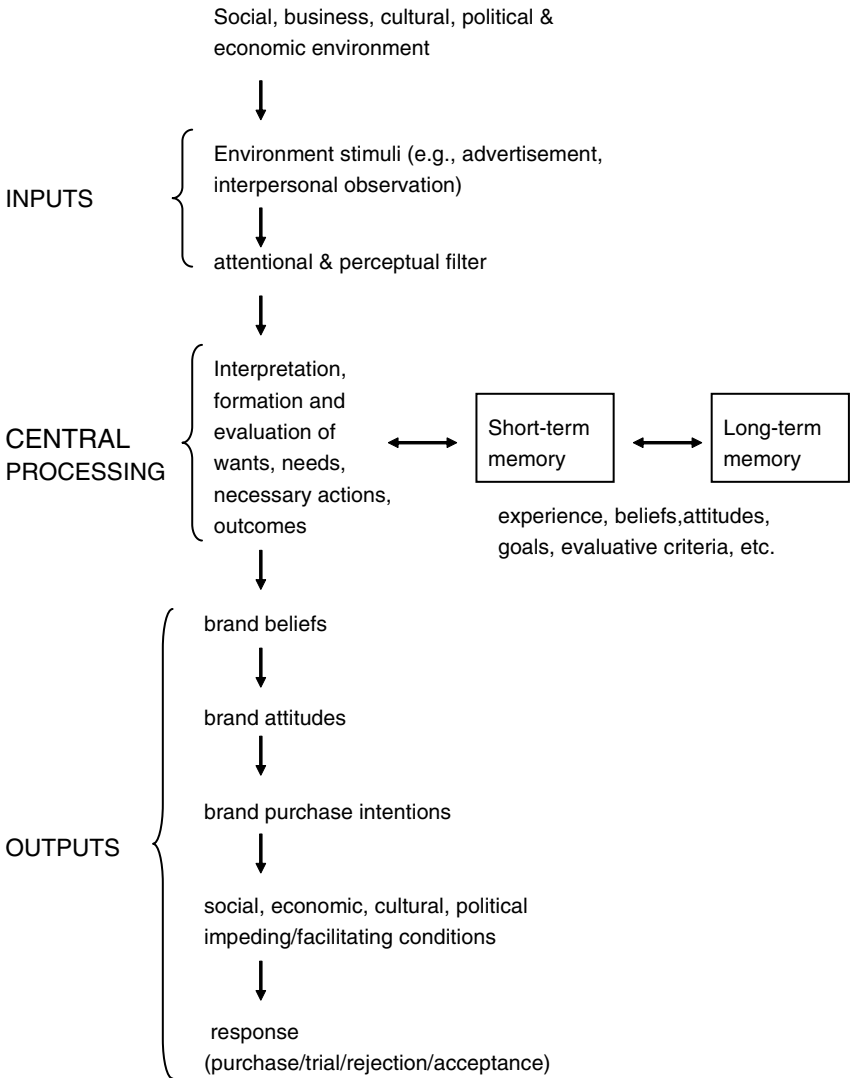 Social, business, cultural, political &
economic environment
INPUTS
Environment stimuli (e.g., advertisement,
interpersonal observation)
attentional & perceptual filter
CENTRAL
PROCESSING
Interpretation,
formation and
evaluation of
wants, needs,
necessary actions,
outcomes
Short-term
memory
Long-term
memory
experience, beliefs,attitudes,
goals, evaluative criteria, etc.
OUTPUTS
brand beliefs
brand attitudes
brand purchase intentions
social, economic, cultural, political
impeding/facilitating conditions
response
(purchase/trial/rejection/acceptance)